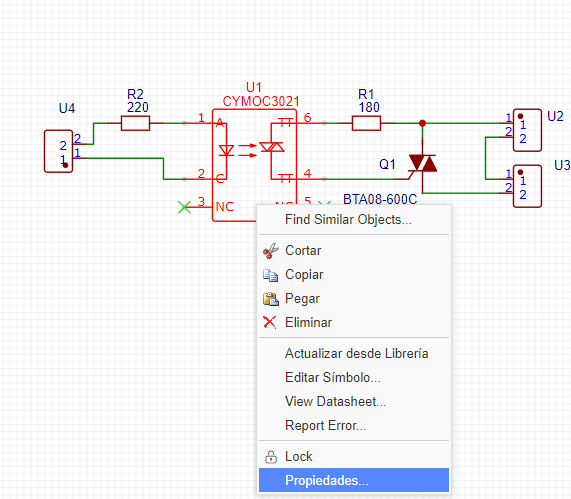 U1
CYMOC3021
R2
220
R1
180
U4
U2
U3
1
A
6
2
1
2
1
1
2
1
2
2
C
4
Q1
1
2
1
2
3
NC
NC
5
BTA08-600C
Find Similar Objects...
Cortar
Copiar
Pegar
Eliminar
Actualizar desde Librería
Editar Símbolo...
View Datasheet...
Report Error...
Lock
Propiedades...